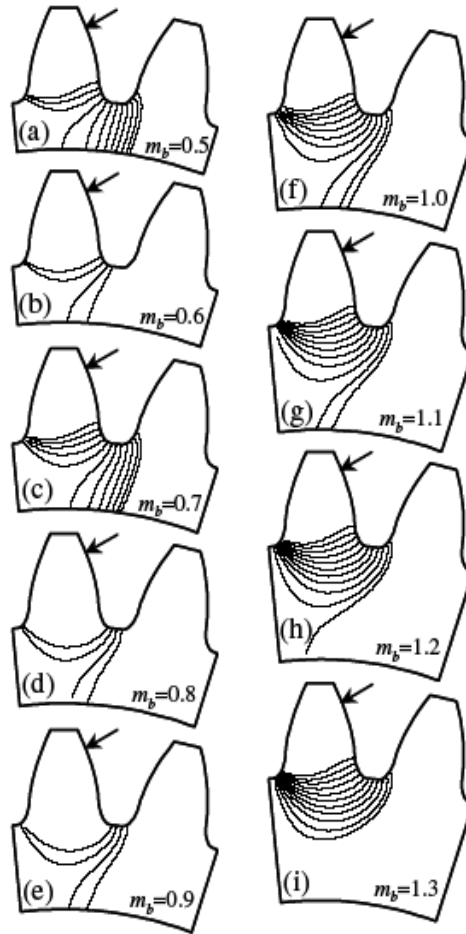 (a)
m_b=0.5
(b)
m_b=0.6
(c)
m_b=0.7
(d)
m_b=0.8
(e)
m_b=0.9
(f)
m_b=1.0
(g)
m_b=1.1
(h)
m_b=1.2
(i)
m_b=1.3